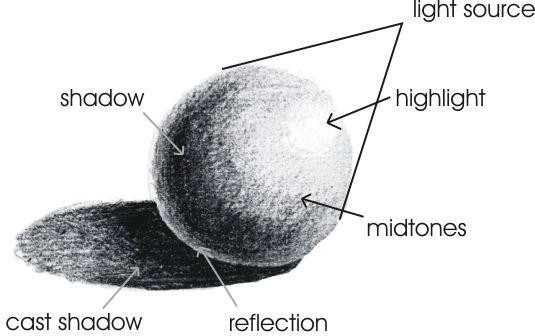 light source
shadow
highlight
midtones
cast shadow
reflection